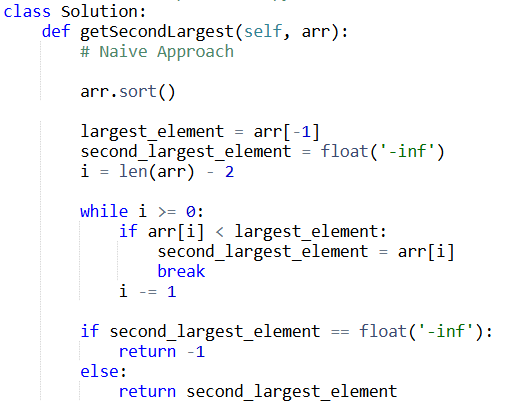 class Solution:
    def getSecondLargest(self, arr):
        # Naive Approach
        arr.sort()
        largest_element = arr[-1]
        second_largest_element = float('-inf')
        i = len(arr) - 2
        while i >= 0:
            if arr[i] < largest_element:
                second_largest_element = arr[i]
                break
            i -= 1
        if second_largest_element == float('-inf'):
            return -1
        else:
            return second_largest_element